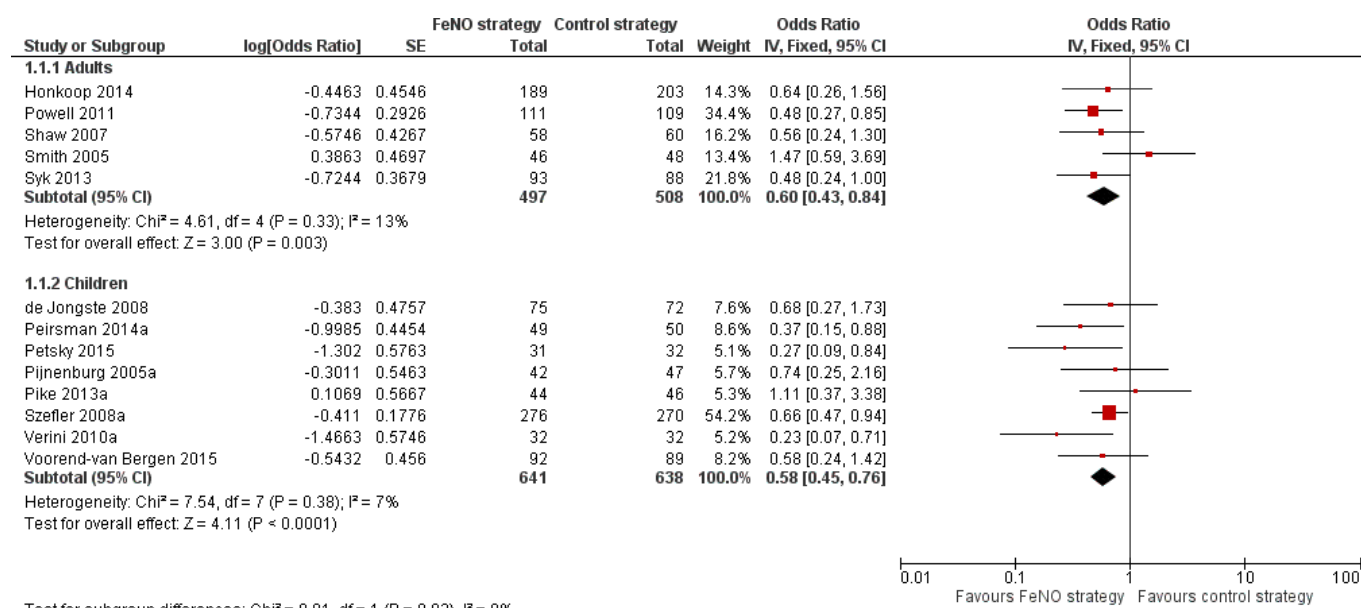 FeNO strategy Control strategy Odds Ratio Odds Ratio
Study or Subgroup log[Odds Ratio] SE Total Total Weight IV, Fixed, 95% CI IV, Fixed, 95% CI
1.1.1 Adults
Honkoop 2014 -0.4463 0.4546 189 203 14.3% 0.64 [0.26, 1.56]
Powell 2011 -0.7344 0.2926 111 109 34.4% 0.48 [0.27, 0.85]
Shaw 2007 -0.5746 0.4267 58 60 16.2% 0.56 [0.24, 1.30]
Smith 2005 0.3863 0.4697 46 48 13.4% 1.47 [0.59, 3.69]
Syk 2013 -0.7244 0.3679 93 88 21.8% 0.48 [0.24, 1.00]
Subtotal (95% CI) 497 508 100.0% 0.60 [0.43, 0.84]
Heterogeneity: Chi² = 4.61, df = 4 (P = 0.33); I² = 13%
Test for overall effect: Z = 3.00 (P = 0.003)
1.1.2 Children
de Jongste 2008 -0.383 0.4757 75 72 7.6% 0.68 [0.27, 1.73]
Peirsman 2014a -0.9985 0.4454 49 50 8.6% 0.37 [0.15, 0.88]
Petsky 2015 -1.302 0.5763 31 32 5.1% 0.27 [0.09, 0.84]
Pijnenburg 2005a -0.3011 0.5463 42 47 5.7% 0.74 [0.25, 2.16]
Pike 2013a 0.1069 0.5667 44 46 5.3% 1.11 [0.37, 3.38]
Szefler 2008a -0.411 0.1776 276 270 54.2% 0.66 [0.47, 0.94]
Verini 2010a -1.4663 0.5746 32 32 5.2% 0.23 [0.07, 0.71]
Voorend-van Bergen 2015 -0.5432 0.456 92 89 8.2% 0.58 [0.24, 1.42]
Subtotal (95% CI) 641 638 100.0% 0.58 [0.45, 0.76]
Heterogeneity: Chi² = 7.54, df = 7 (P = 0.38); I² = 7%
Test for overall effect: Z = 4.11 (P < 0.0001)
0.01 0.1 1 10 100
Favours FeNO strategy Favours control strategy
Test for subgroup differences: Chi² = 0.01, df = 1